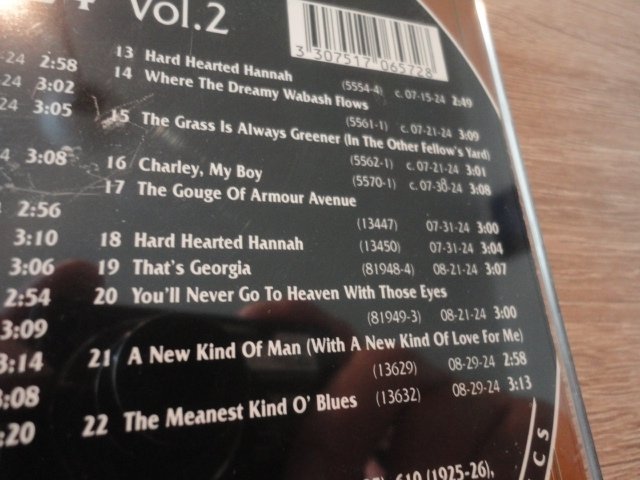 Vol.2
3 307517 065728
-24 2:58
13 Hard Hearted Hannah (5554-4) c. 07-15-24 2:49
-24 3:02
14 Where The Dreamy Wabash Flows
24 3:05
(5561-1) c. 07-21-24 3:09
15 The Grass Is Always Greener (In The Other Fellow's Yard)
(5562-1) c. 07-21-24 3:01
4 3:08
16 Charley, My Boy (5570-1) c. 07-30-24 3:08
17 The Gouge Of Armour Avenue
2:56
(13447) 07-31-24 3:00
3:10
18 Hard Hearted Hannah (13450) 07-31-24 3:04
3:06
19 That's Georgia (81948-4) 08-21-24 3:07
2:54
20 You'll Never Go To Heaven With Those Eyes
3:09
(81949-3) 08-21-24 3:00
3:14
21 A New Kind Of Man (With A New Kind Of Love For Me)
(13629) 08-29-24 2:58
3:08
22 The Meanest Kind O' Blues (13632) 08-29-24 3:13
:20
610 (1925-26),